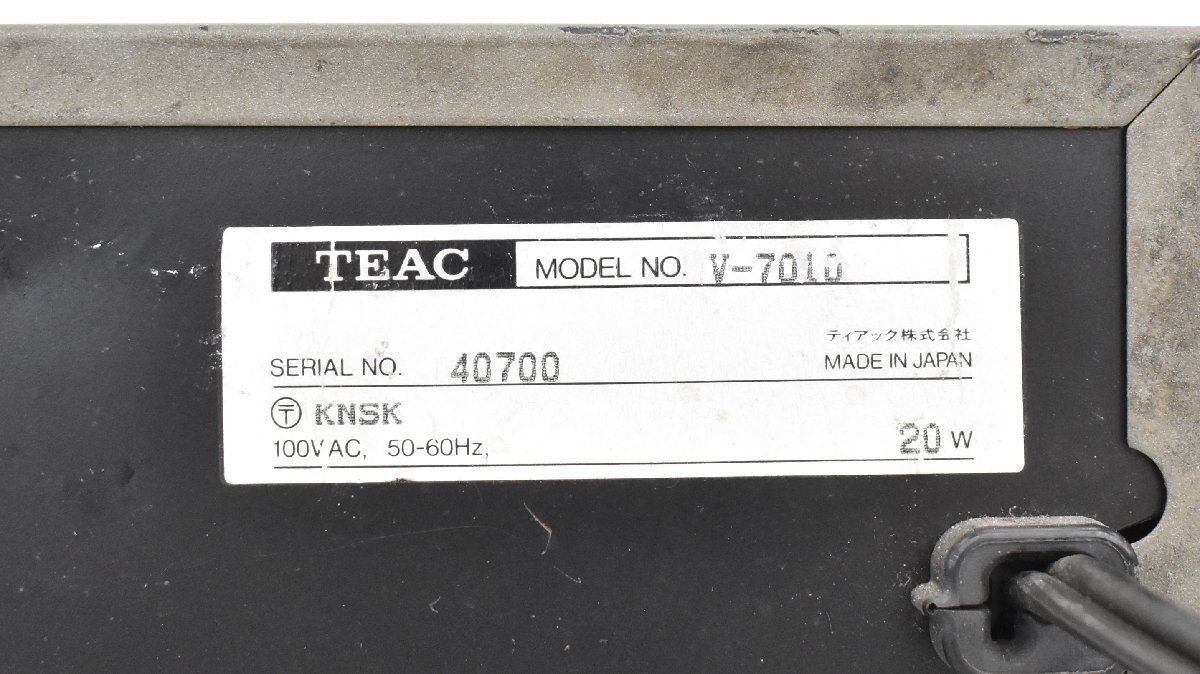 TEAC MODEL NO. V-7010
ティアック株式会社
SERIAL NO. 40700 MADE IN JAPAN
〒 KNSK
100VAC, 50-60Hz, 20 W